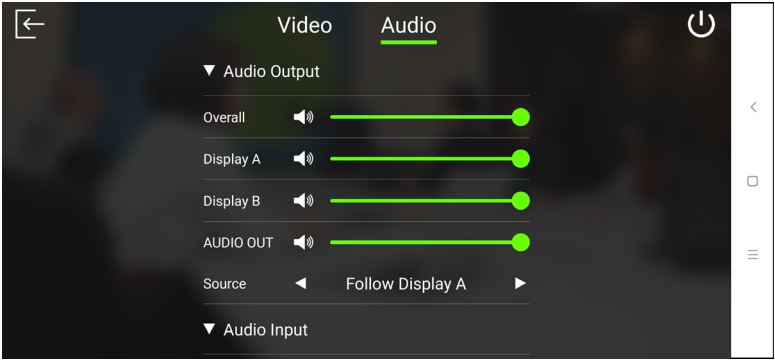 Video Audio
Audio Output
Overall
Display A
Display B
AUDIO OUT
Source Follow Display A
Audio Input